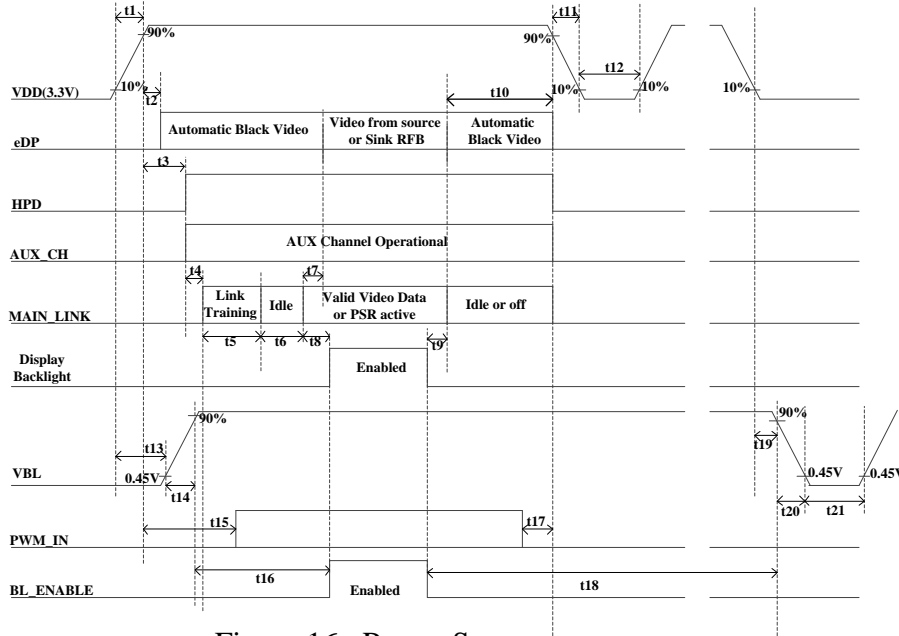 t1
t11
90%
90%
t12
VDD(3.3V)
10%
t2
t10
10%
10%
10%
eDP
Automatic Black Video
Video from source
or Sink RFB
Automatic
Black Video
t3
HPD
AUX_CH
AUX Channel Operational
t4
t7
MAIN_LINK
Link
Training
Idle
Valid Video Data
or PSR active
Idle or off
t5
t6
t8
t9
Display
Backlight
Enabled
90%
90%
t13
t19
VBL
0.45V
0.45V
0.45V
t14
t20
t21
t15
t17
PWM_IN
t16
t18
BL_ENABLE
Enabled